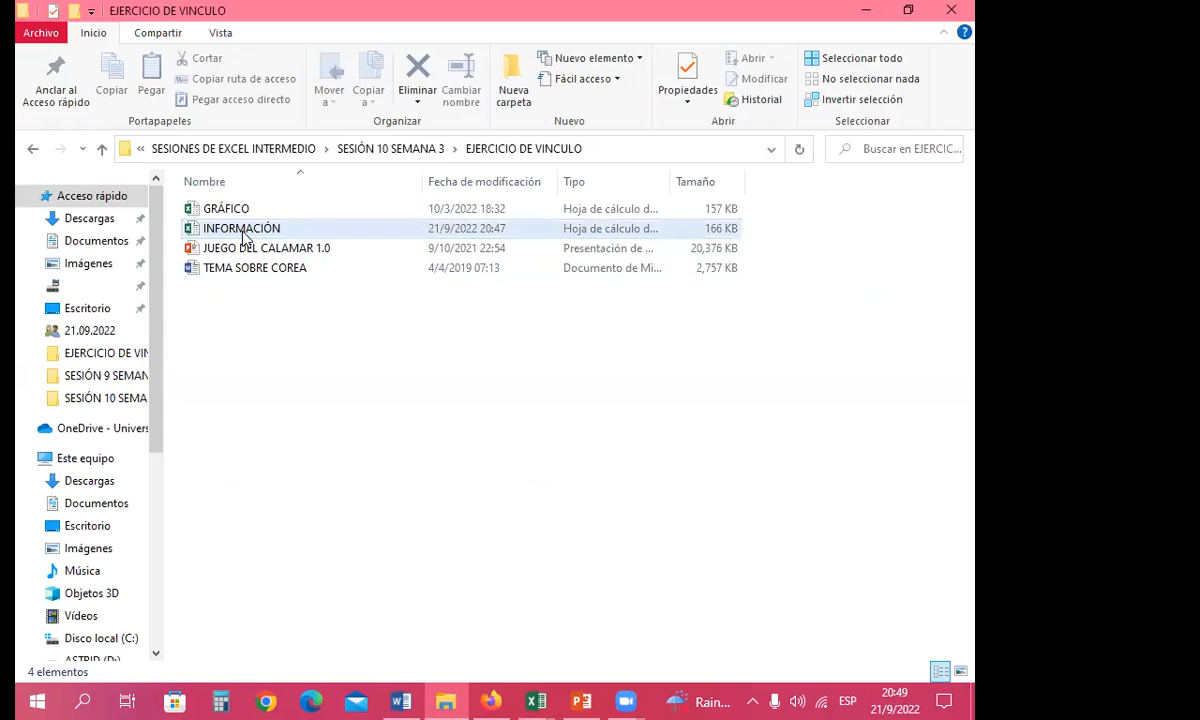 EJERCICIO DE VINCULO
Archivo Inicio Compartir Vista
Anclar al Acceso rápido
Copiar
Pegar
Cortar
Copiar ruta de acceso
Pegar acceso directo
Portapapeles
Mover a
Copiar a
Eliminar
Cambiar nombre
Organizar
Nueva carpeta
Nuevo elemento
Fácil acceso
Nuevo
Propiedades
Abrir
Modificar
Historial
Abrir
Seleccionar todo
No seleccionar nada
Invertir selección
Seleccionar
« SESIONES DE EXCEL INTERMEDIO › SESIÓN 10 SEMANA 3 › EJERCICIO DE VINCULO
Buscar en EJERCIC...
Nombre Fecha de modificación Tipo Tamaño
GRÁFICO 10/3/2022 18:32 Hoja de cálculo d... 157 KB
INFORMACIÓN 21/9/2022 20:47 Hoja de cálculo d... 166 KB
JUEGO DEL CALAMAR 1.0 9/10/2021 22:54 Presentación de ... 20,376 KB
TEMA SOBRE COREA 4/4/2019 07:13 Documento de Mi... 2,757 KB
Acceso rápido
Descargas
Documentos
Imágenes
Escritorio
21.09.2022
EJERCICIO DE VIN
SESIÓN 9 SEMAN
SESIÓN 10 SEMA
OneDrive - Univers
Este equipo
Descargas
Documentos
Escritorio
Imágenes
Música
Objetos 3D
Vídeos
Disco local (C:)
ASTRID (D:)
4 elementos
Rain...
ESP
20:49
21/9/2022